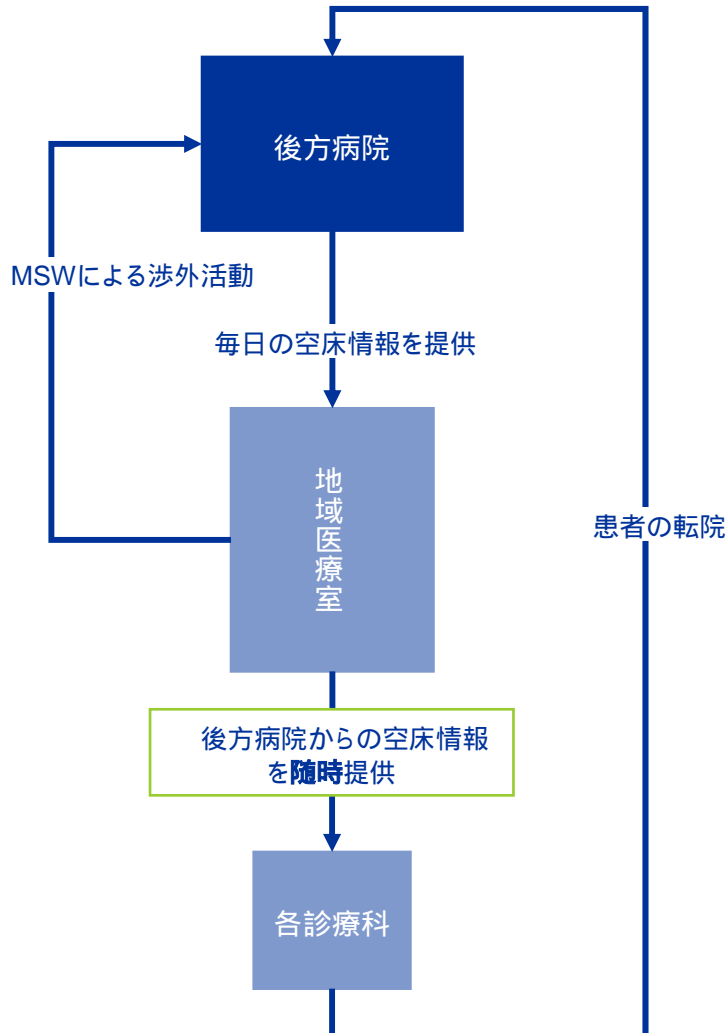 後方病院
MSWによる渉外活動
毎日の空床情報を提供
地域医療室
患者の転院
後方病院からの空床情報
を随時提供
各診療科